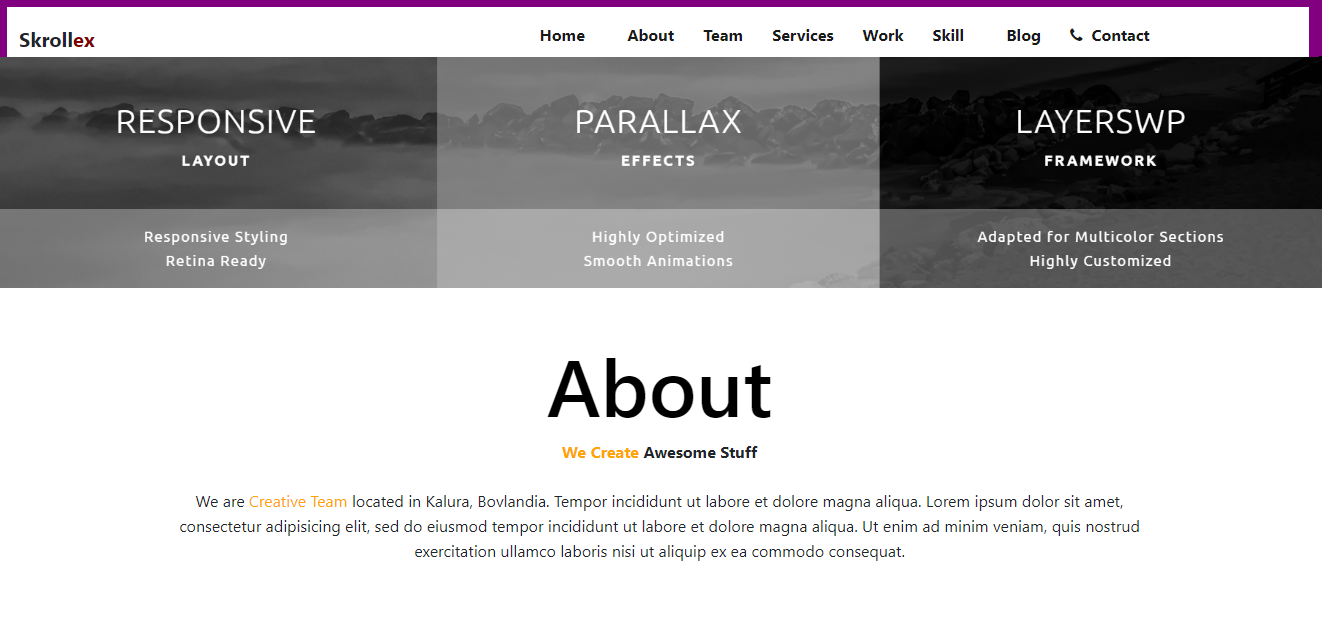 Skrollex
Home About Team Services Work Skill Blog Contact
RESPONSIVE
LAYOUT
Responsive Styling
Retina Ready
PARALLAX
EFFECTS
Highly Optimized
Smooth Animations
LAYERSWP
FRAMEWORK
Adapted for Multicolor Sections
Highly Customized
About
We Create Awesome Stuff
We are Creative Team located in Kalura, Bovlandia. Tempor incididunt ut labore et dolore magna aliqua. Lorem ipsum dolor sit amet,
consectetur adipisicing elit, sed do eiusmod tempor incididunt ut labore et dolore magna aliqua. Ut enim ad minim veniam, quis nostrud
exercitation ullamco laboris nisi ut aliquip ex ea commodo consequat.